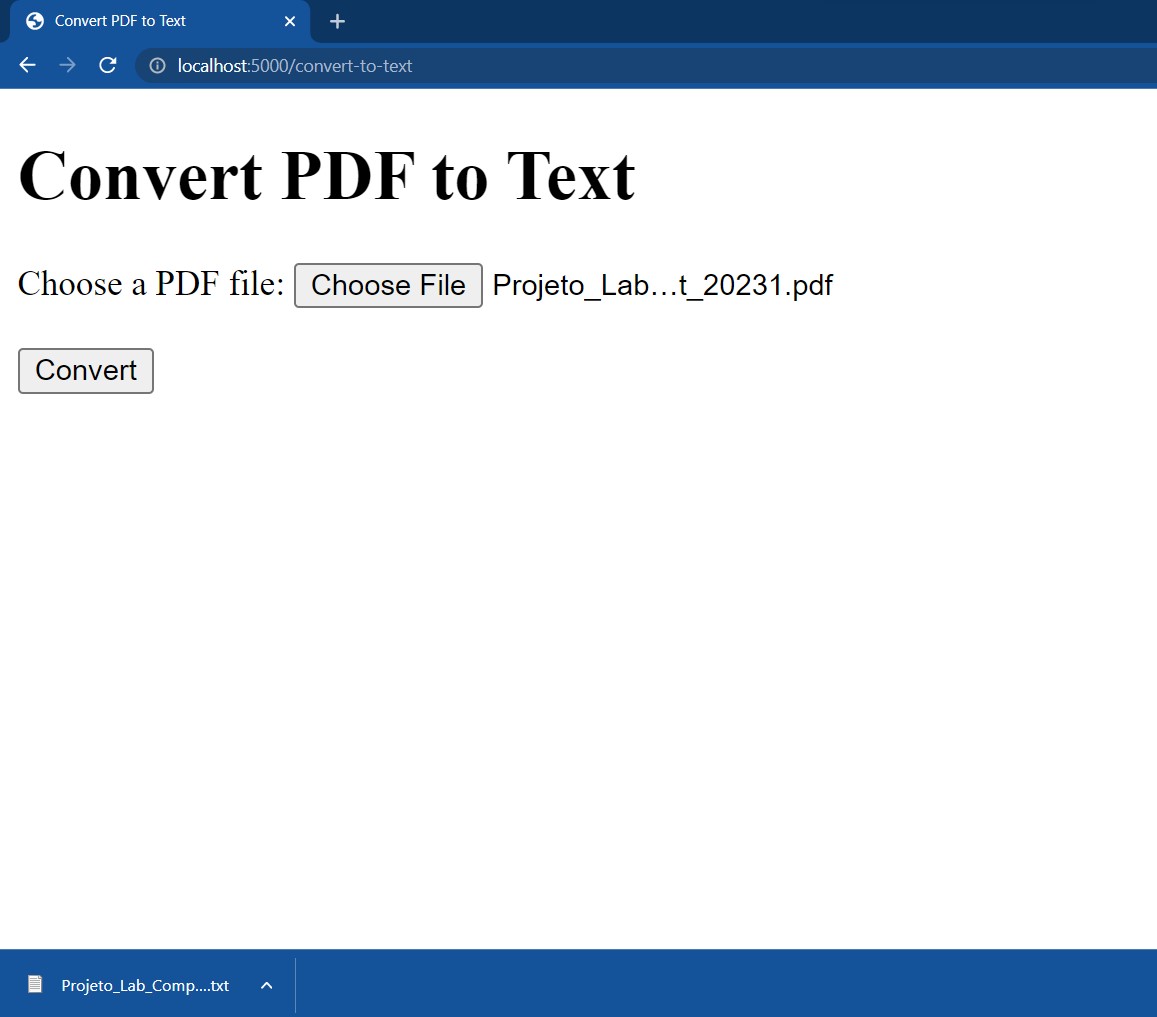 Convert PDF to Text
localhost:5000/convert-to-text
Convert PDF to Text
Choose a PDF file: Choose File Projeto_Lab...t_20231.pdf
Convert
Projeto_Lab_Comp....txt